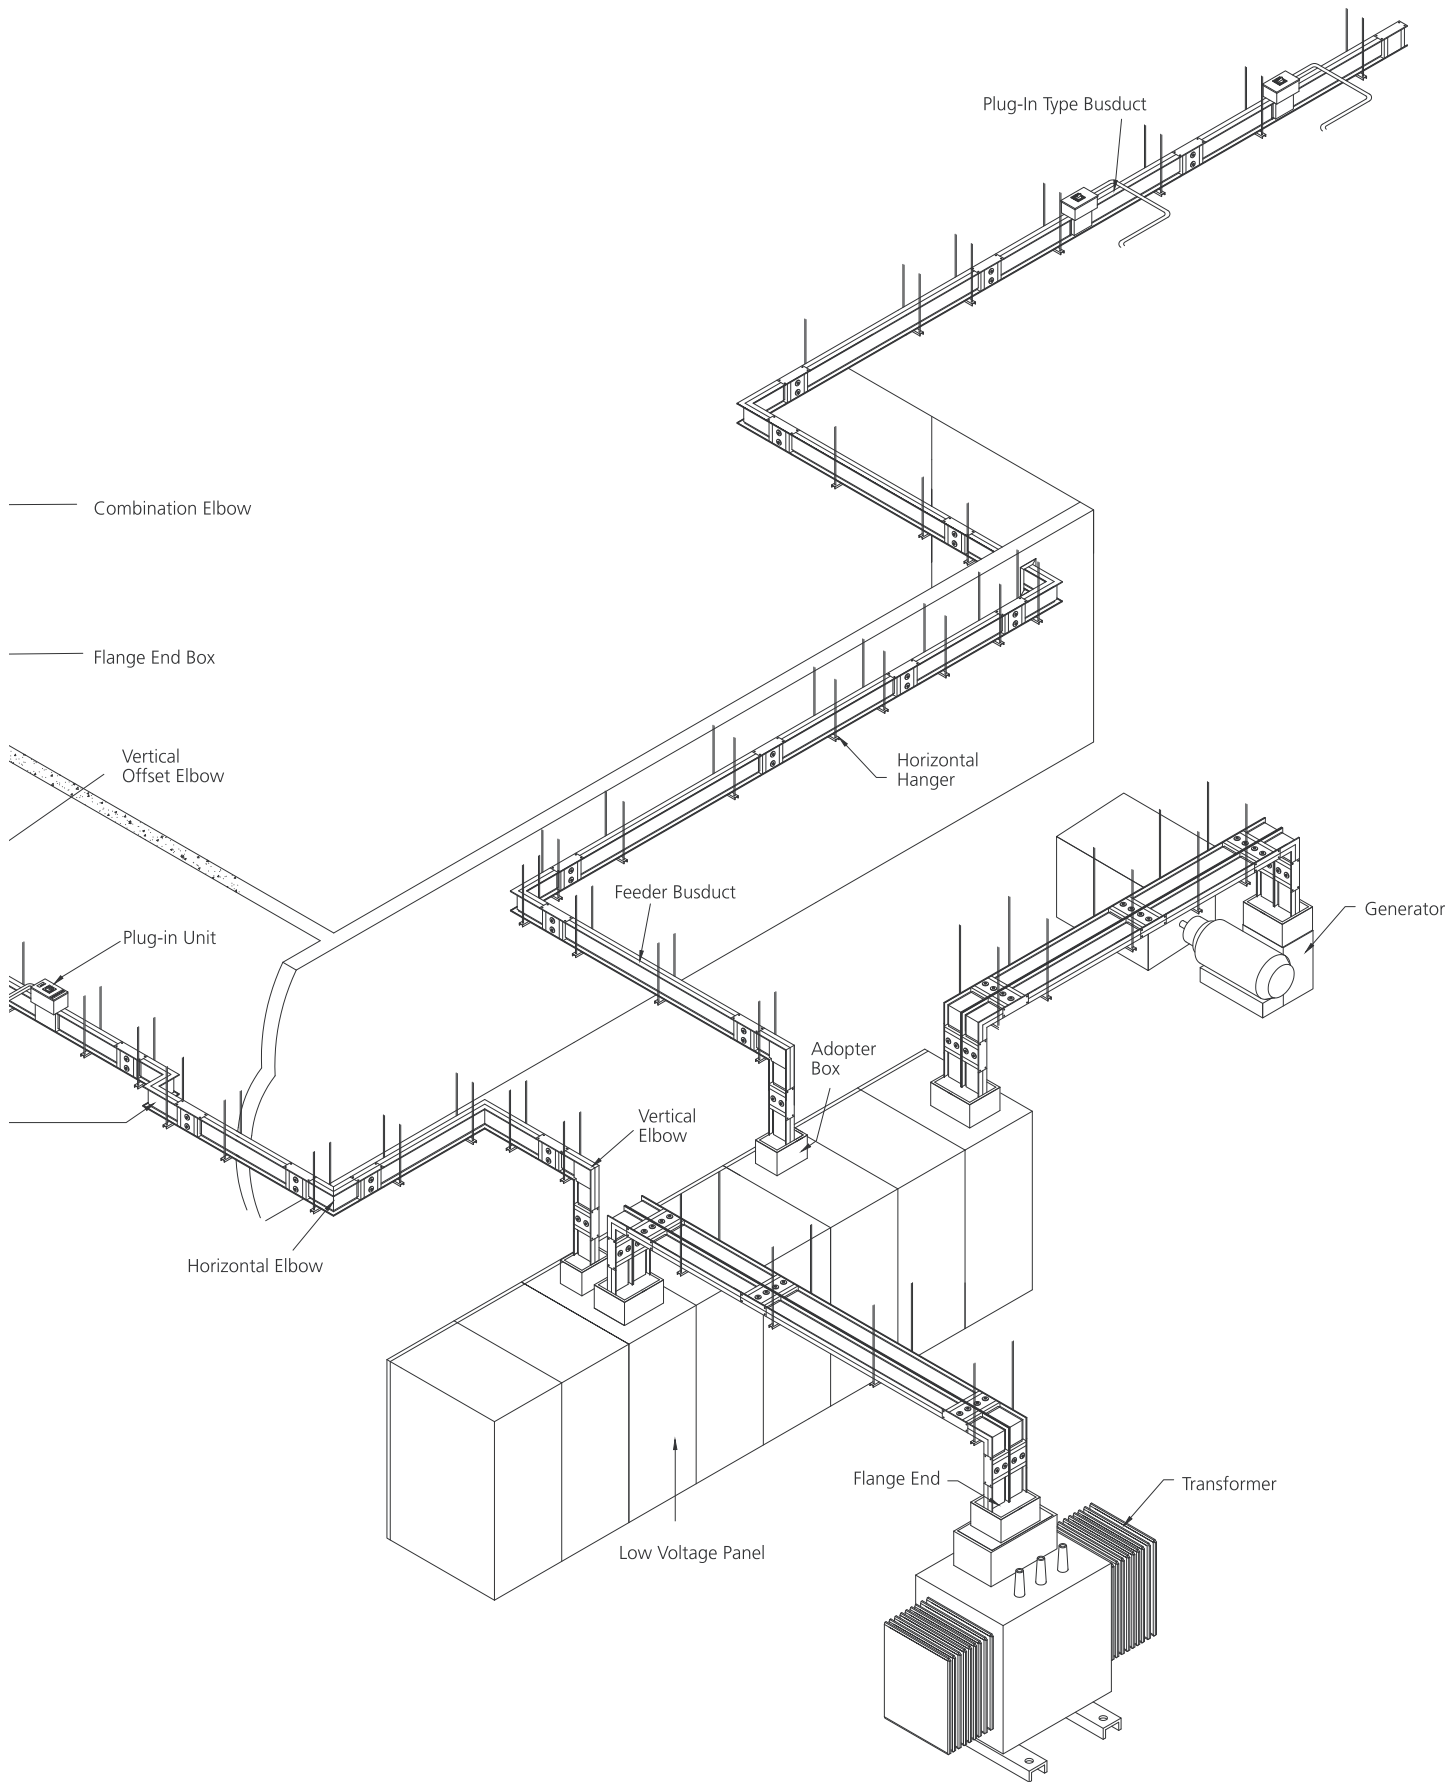 Plug-In Type Busduct
Combination Elbow
Flange End Box
Vertical
Offset Elbow
Horizontal
Hanger
Feeder Busduct
Generator
Plug-in Unit
Adopter
Box
Vertical
Elbow
Horizontal Elbow
Flange End
Transformer
Low Voltage Panel